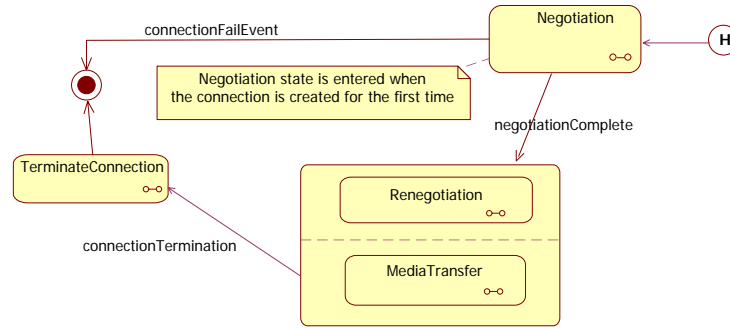 Negotiation
connectionFailEvent
H
Negotiation state is entered when
the connection is created for the first time
negotiationComplete
TerminateConnection
Renegotiation
connectionTermination
MediaTransfer